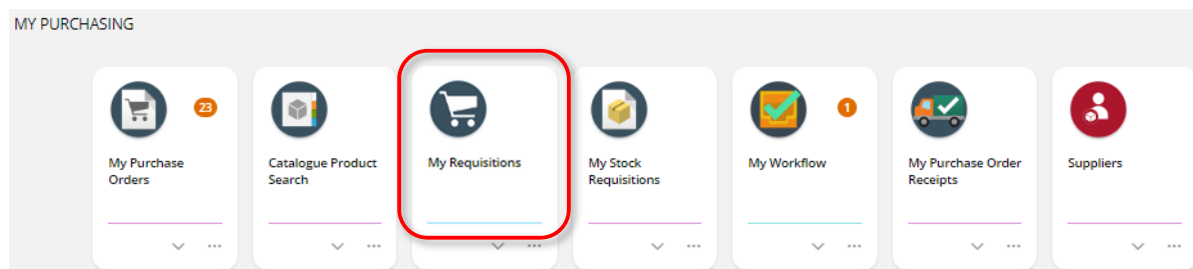 MY PURCHASING
23
1
My Purchase
Orders
Catalogue Product
Search
My Requisitions
My Stock
Requisitions
My Workflow
My Purchase Order
Receipts
Suppliers